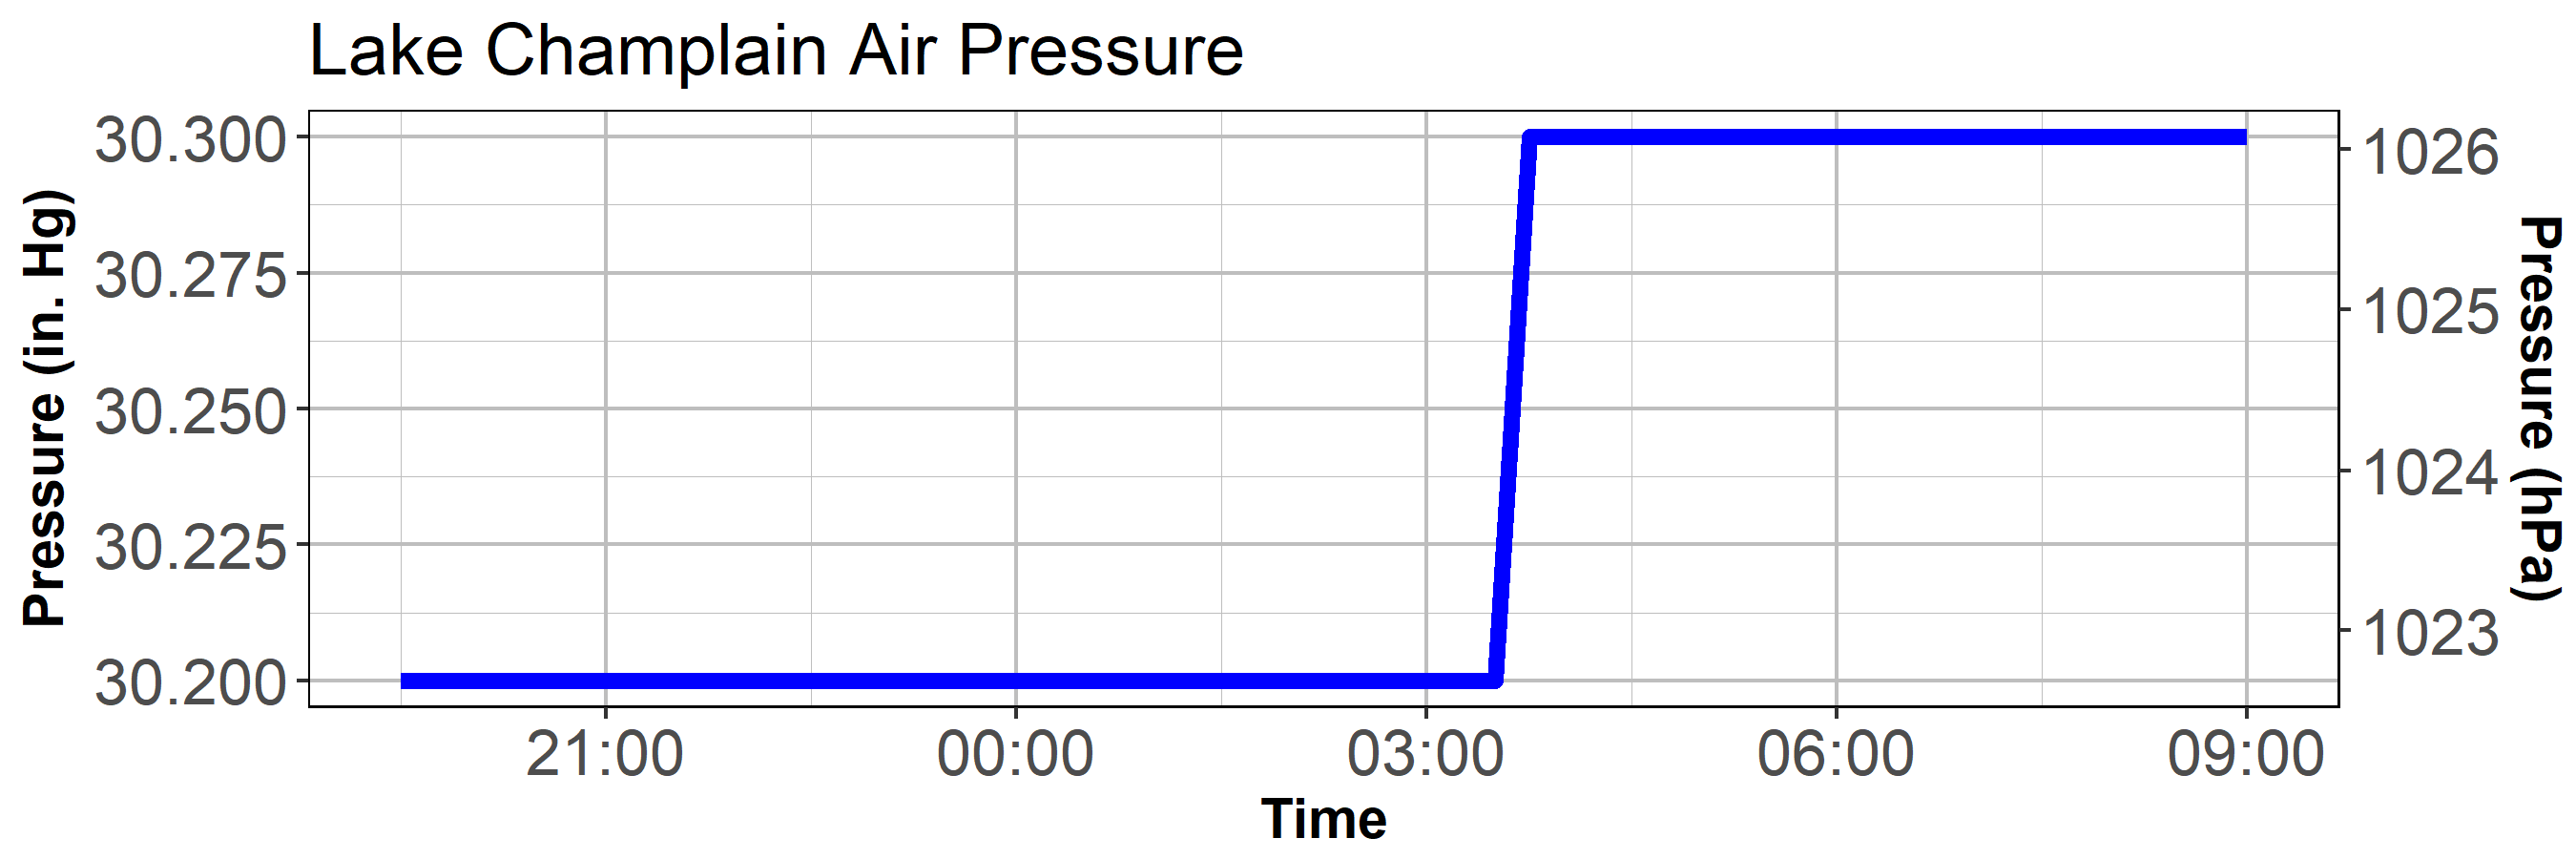 Lake Champlain Air Pressure
Pressure (in. Hg)
30.300
30.275
30.250
30.225
30.200
1026
1025
1024
1023
Pressure (hPa)
21:00 00:00 03:00 06:00 09:00
Time